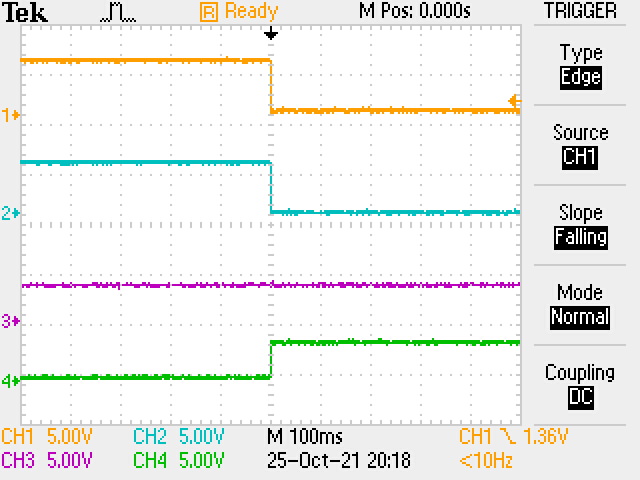 Tek R Ready M Pos: 0.000s TRIGGER
Type
Edge
1
Source
CH1
2
Slope
Falling
Mode
Normal
3
Coupling
DC
4
CH1 5.00V CH2 5.00V M 100ms CH1 1.36V
CH3 5.00V CH4 5.00V 25-Oct-21 20:18 <10Hz